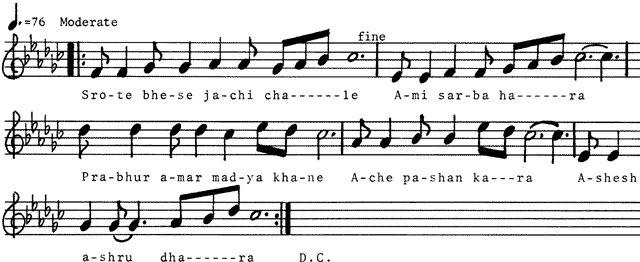 ♩.=76 Moderate
fine
Sro-te bhe-se ja-chi cha------le A-mi sar-ba ha------ra
Pra-bhur a-mar mad-ya kha-ne A-che pa-shan ka---ra A-shesh
a-shru dha------ra D.C.